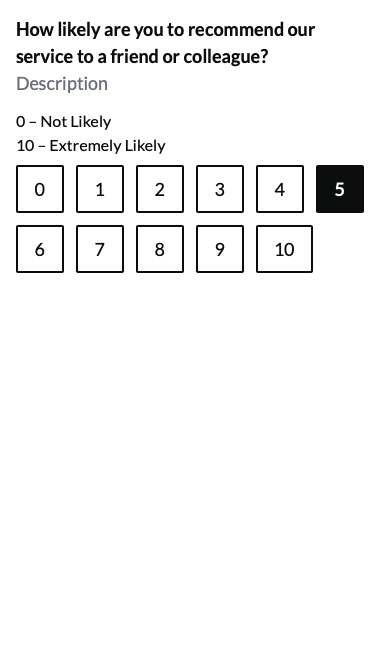 How likely are you to recommend our
service to a friend or colleague?
Description
0 – Not Likely
10 – Extremely Likely
0 1 2 3 4 5
6 7 8 9 10